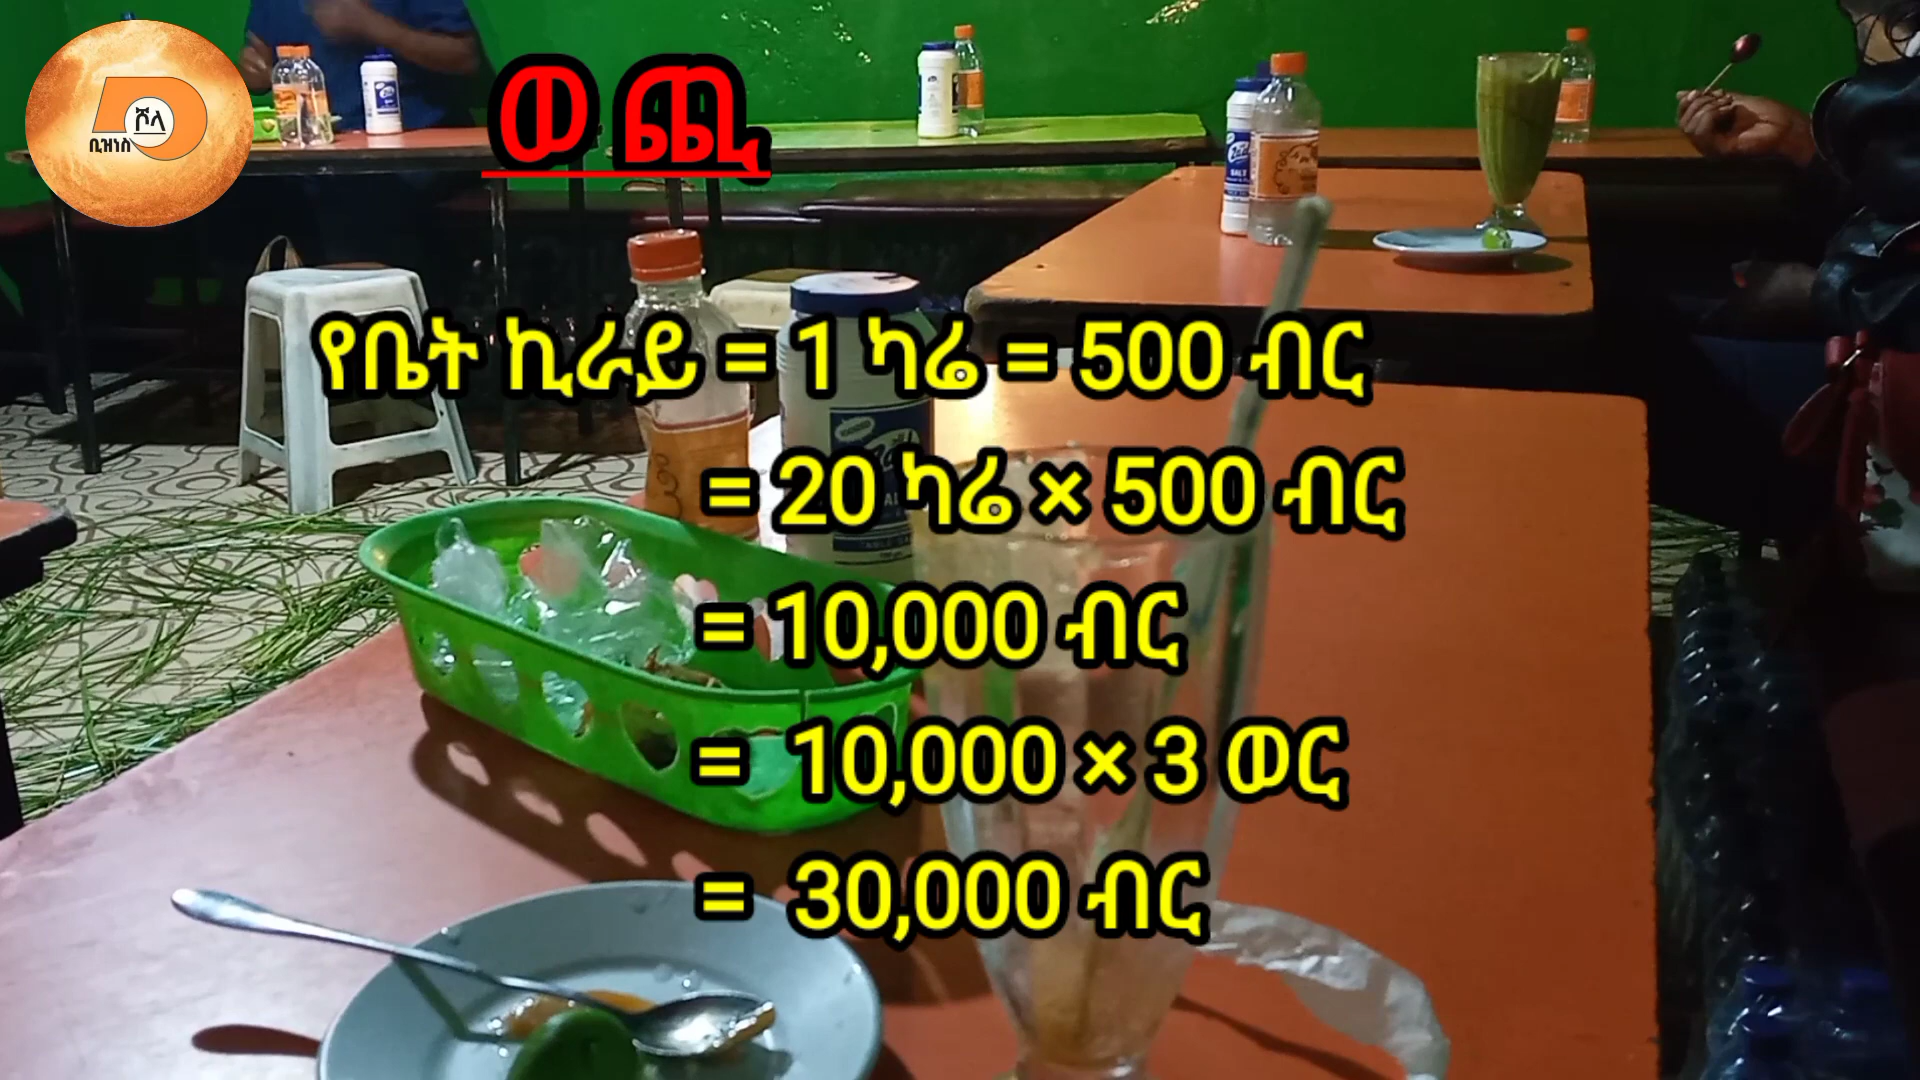 ሾላ
ቢዝነስ
ወጪ
የቤት ኪራይ = 1 ካሬ = 500 ብር
= 20 ካሬ × 500 ብር
= 10,000 ብር
= 10,000 × 3 ወር
= 30,000 ብር
SALT